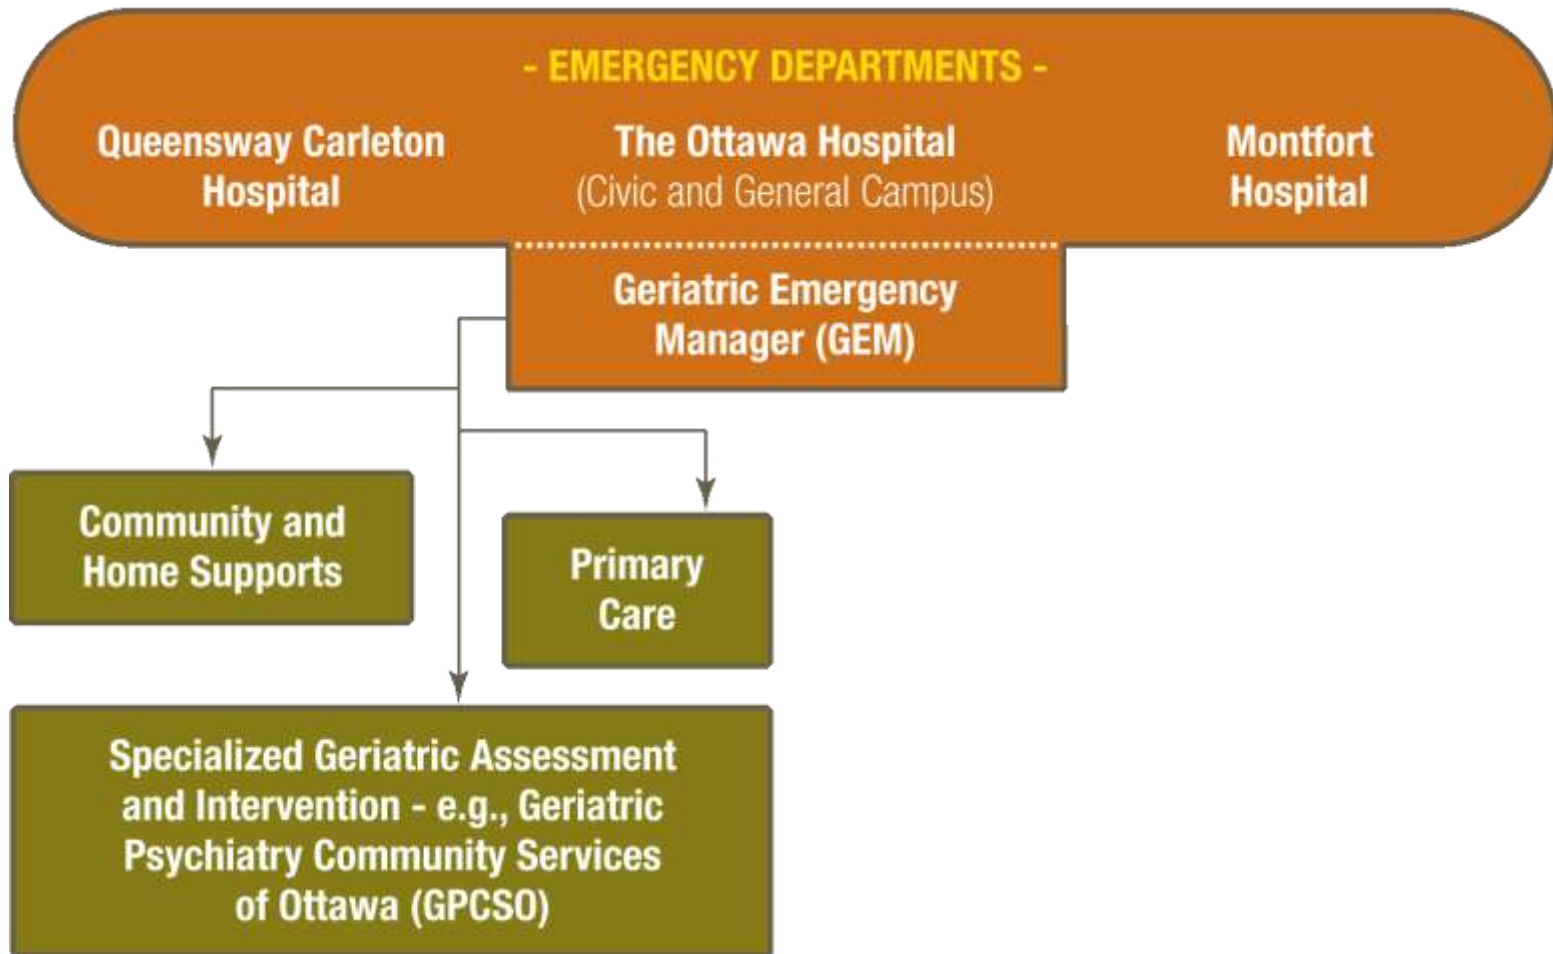 - EMERGENCY DEPARTMENTS -
Queensway Carleton
Hospital
The Ottawa Hospital
(Civic and General Campus)
Montfort
Hospital
Geriatric Emergency
Manager (GEM)
Community and
Home Supports
Primary
Care
Specialized Geriatric Assessment
and Intervention - e.g., Geriatric
Psychiatry Community Services
of Ottawa (GPCSO)